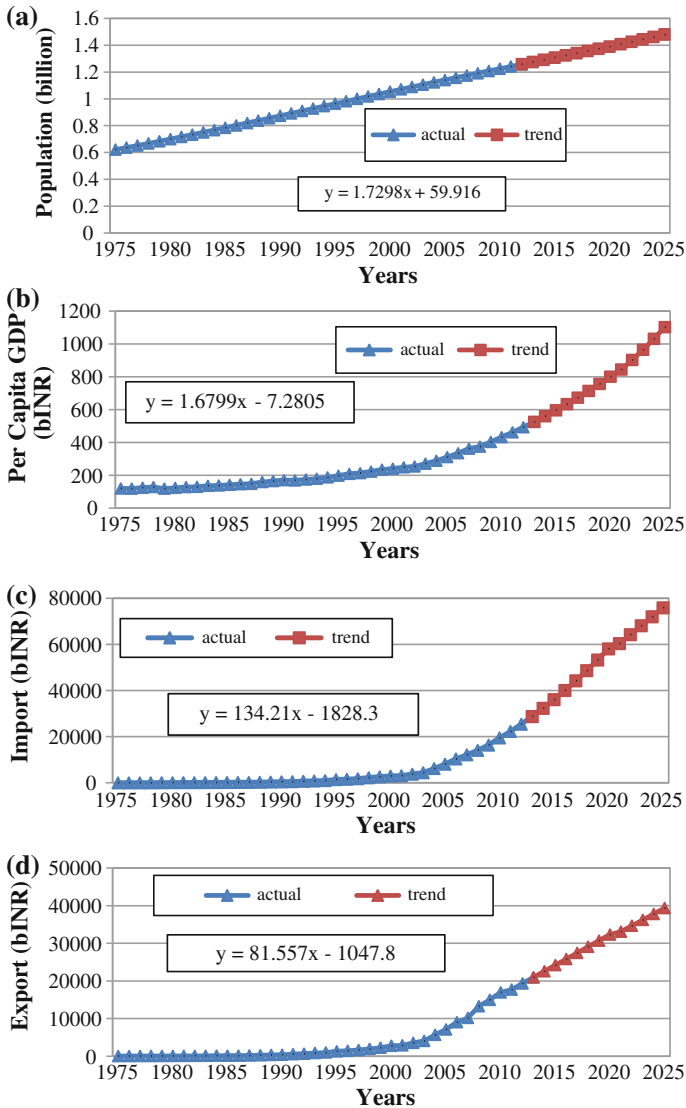 (a)
Population (billion)
1.6
1.4
1.2
1
0.8
0.6
0.4
0.2
0
actual trend
y = 1.7298x + 59.916
1975 1980 1985 1990 1995 2000 2005 2010 2015 2020 2025
Years
(b)
Per Capita GDP
(bINR)
1200
1000
800
600
400
200
0
actual trend
y = 1.6799x - 7.2805
1975 1980 1985 1990 1995 2000 2005 2010 2015 2020 2025
Years
(c)
Import (bINR)
80000
60000
40000
20000
0
actual trend
y = 134.21x - 1828.3
1975 1980 1985 1990 1995 2000 2005 2010 2015 2020 2025
Years
(d)
Export (bINR)
50000
40000
30000
20000
10000
0
actual trend
y = 81.557x - 1047.8
1975 1980 1985 1990 1995 2000 2005 2010 2015 2020 2025
Years